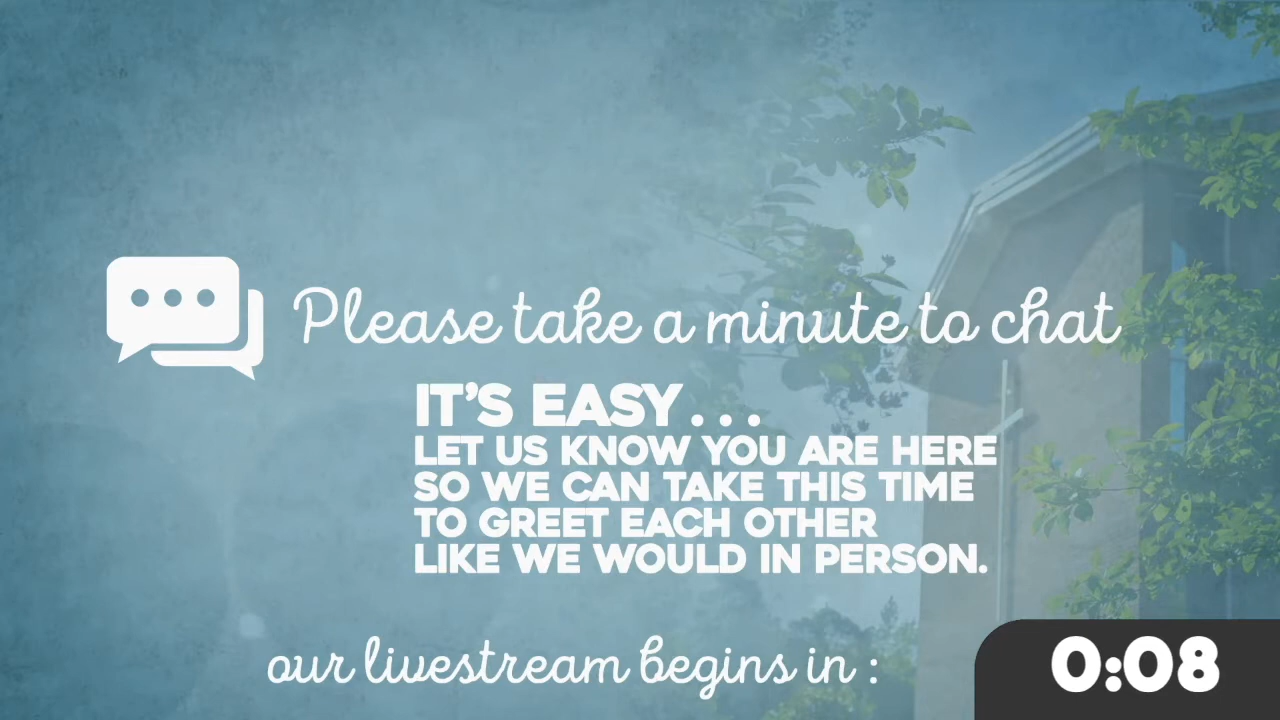 Please take a minute to chat
IT'S EASY...
LET US KNOW YOU ARE HERE
SO WE CAN TAKE THIS TIME
TO GREET EACH OTHER
LIKE WE WOULD IN PERSON.
our livestream begins in :
0:08